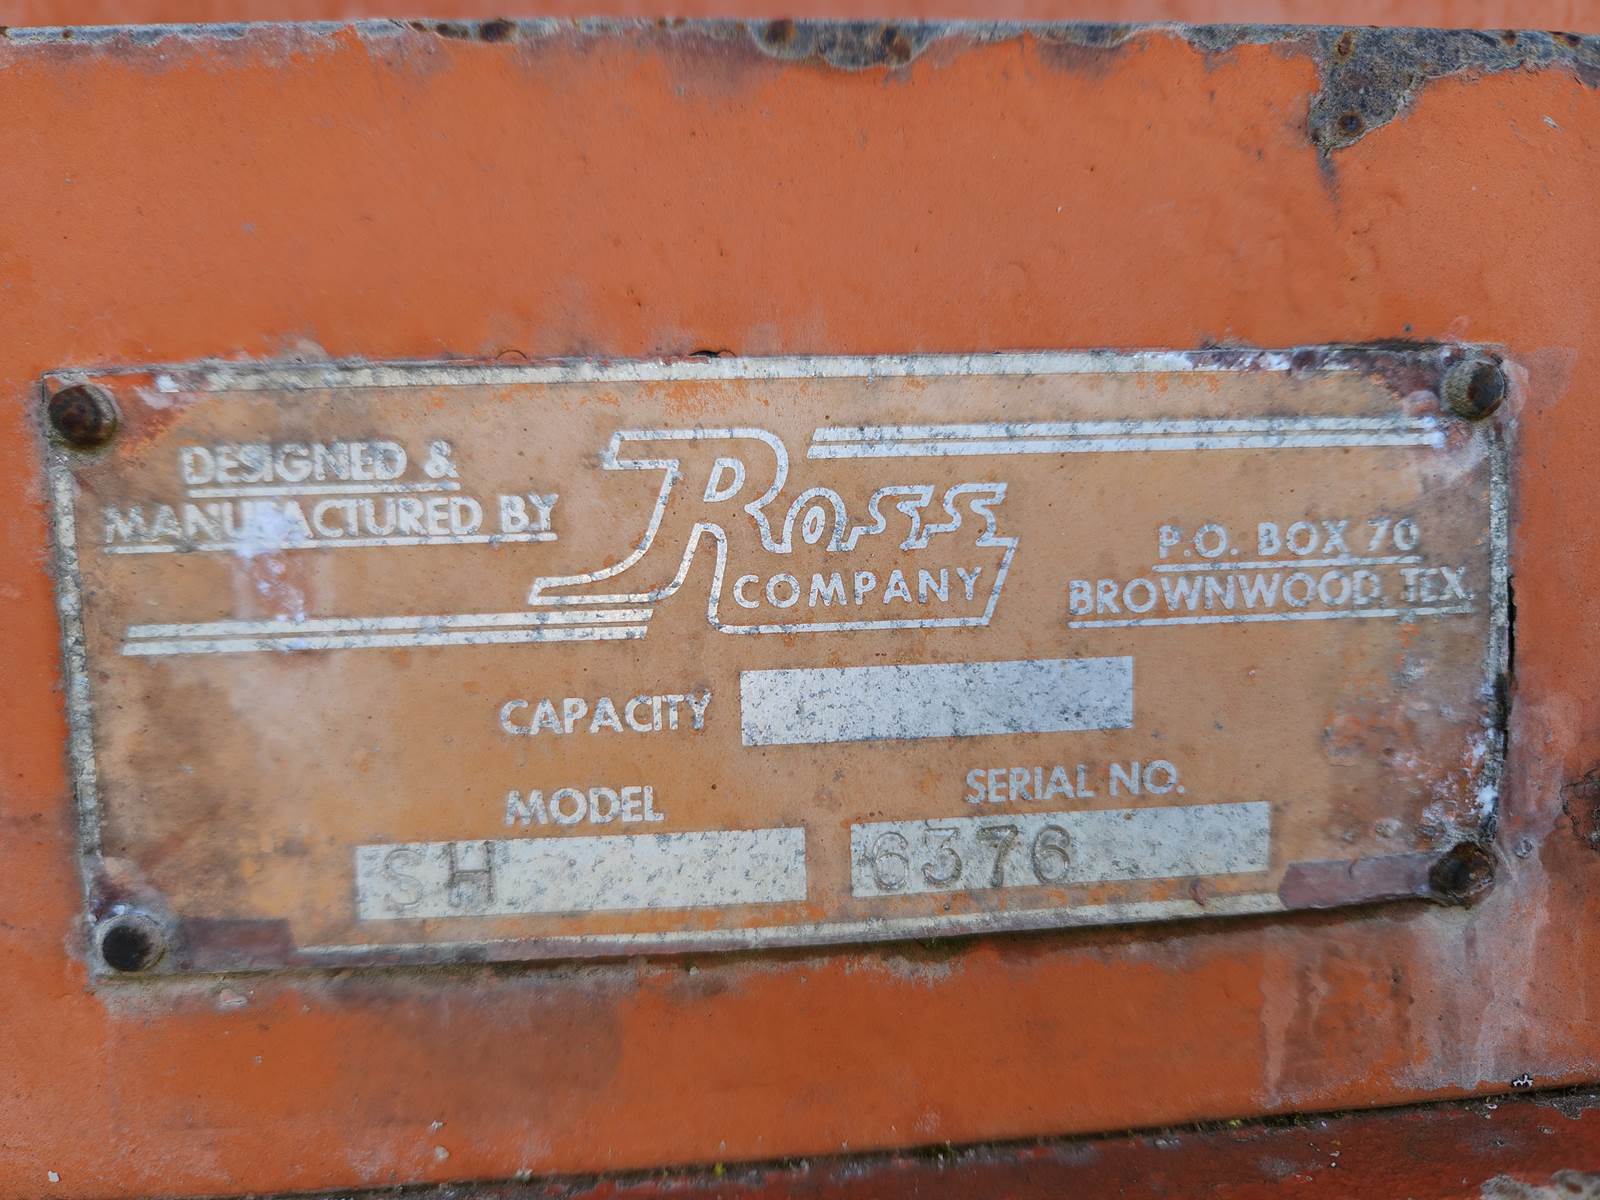 DESIGNED &
MANUFACTURED BY
Ross
COMPANY
P.O. BOX 70
BROWNWOOD, TEX.
CAPACITY
MODEL
SH
SERIAL NO.
6376